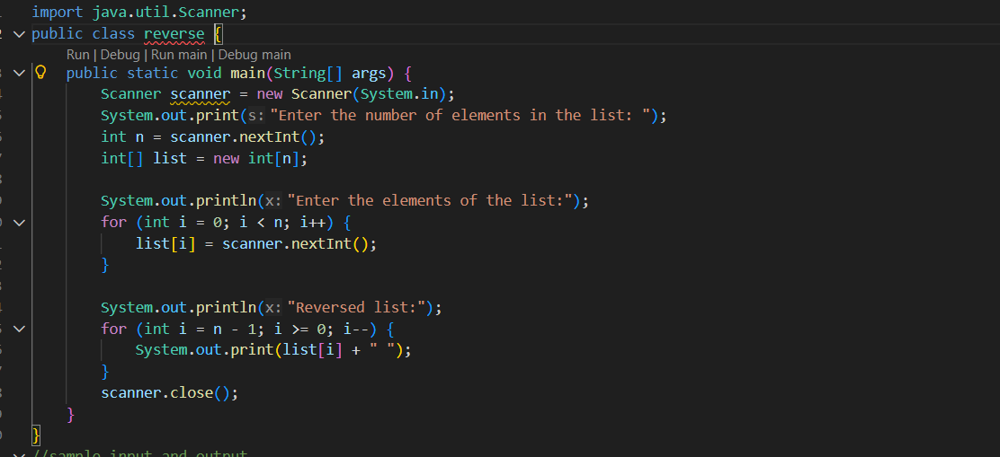 import java.util.Scanner;
public class reverse {
Run | Debug | Run main | Debug main
public static void main(String[] args) {
Scanner scanner = new Scanner(System.in);
System.out.print(s: "Enter the number of elements in the list: ");
int n = scanner.nextInt();
int[] list = new int[n];
System.out.println(x: "Enter the elements of the list:");
for (int i = 0; i < n; i++) {
list[i] = scanner.nextInt();
}
System.out.println(x: "Reversed list:");
for (int i = n - 1; i >= 0; i--) {
System.out.print(list[i] + " ");
}
scanner.close();
}
}
//sample input and output